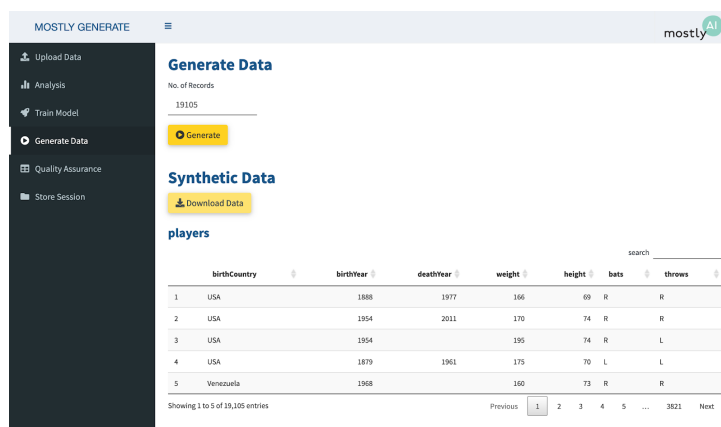 MOSTLY GENERATE
mostly AI
Upload Data
Analysis
Train Model
Generate Data
Quality Assurance
Store Session
Generate Data
No. of Records
19105
Generate
Synthetic Data
Download Data
players
search
birthCountry birthYear deathYear weight height bats throws
1 USA 1888 1977 166 69 R R
2 USA 1954 2011 170 74 R R
3 USA 1954 195 74 R L
4 USA 1879 1961 175 70 L L
5 Venezuela 1968 160 73 R R
Showing 1 to 5 of 19,105 entries
Previous 1 2 3 4 5 ... 3821 Next